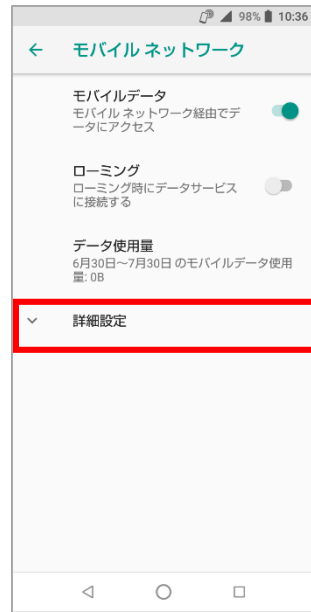 98% 10:36
モバイル ネットワーク
モバイルデータ
モバイル ネットワーク経由でデ
ータにアクセス
ローミング
ローミング時にデータサービス
に接続する
データ使用量
6月30日～7月30日 のモバイルデータ使用
量: 0B
詳細設定